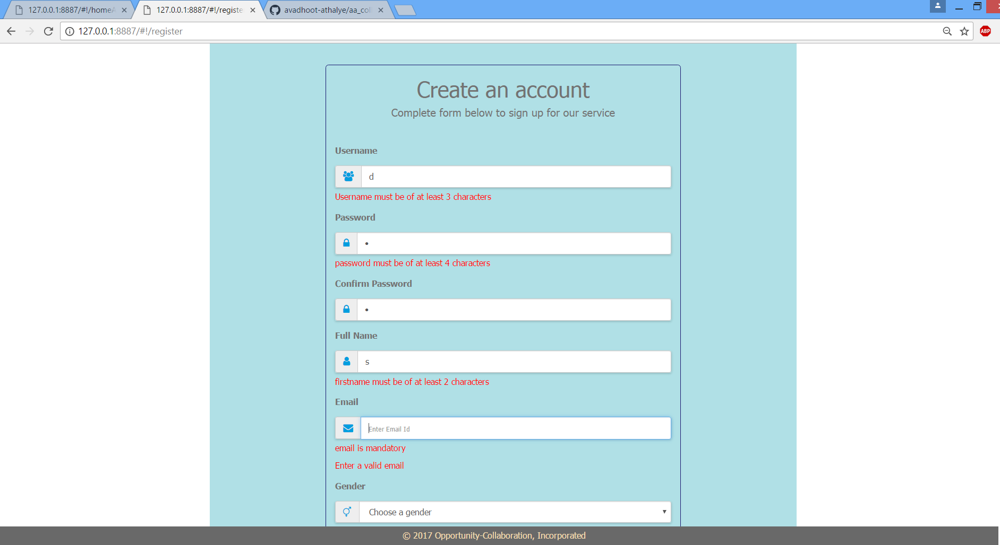 127.0.0.1:8887/#!/homeA
127.0.0.1:8887/#!/registe
avadhoot-athalye/aa_col
127.0.0.1:8887/#!/register
ABP
Create an account
Complete form below to sign up for our service
Username
d
Username must be of at least 3 characters
Password
•
password must be of at least 4 characters
Confirm Password
•
Full Name
s
firstname must be of at least 2 characters
Email
Enter Email Id
email is mandatory
Enter a valid email
Gender
Choose a gender
© 2017 Opportunity-Collaboration, Incorporated